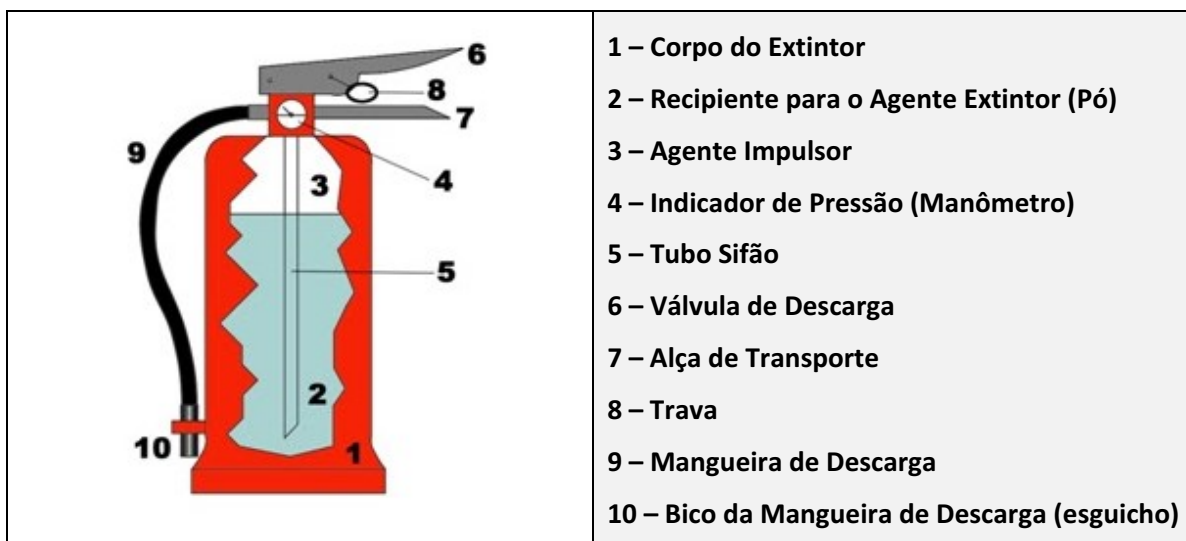 6
8
7
9
4
3
5
2
10
1
1 – Corpo do Extintor
2 – Recipiente para o Agente Extintor (Pó)
3 – Agente Impulsor
4 – Indicador de Pressão (Manômetro)
5 – Tubo Sifão
6 – Válvula de Descarga
7 – Alça de Transporte
8 – Trava
9 – Mangueira de Descarga
10 – Bico da Mangueira de Descarga (esguicho)